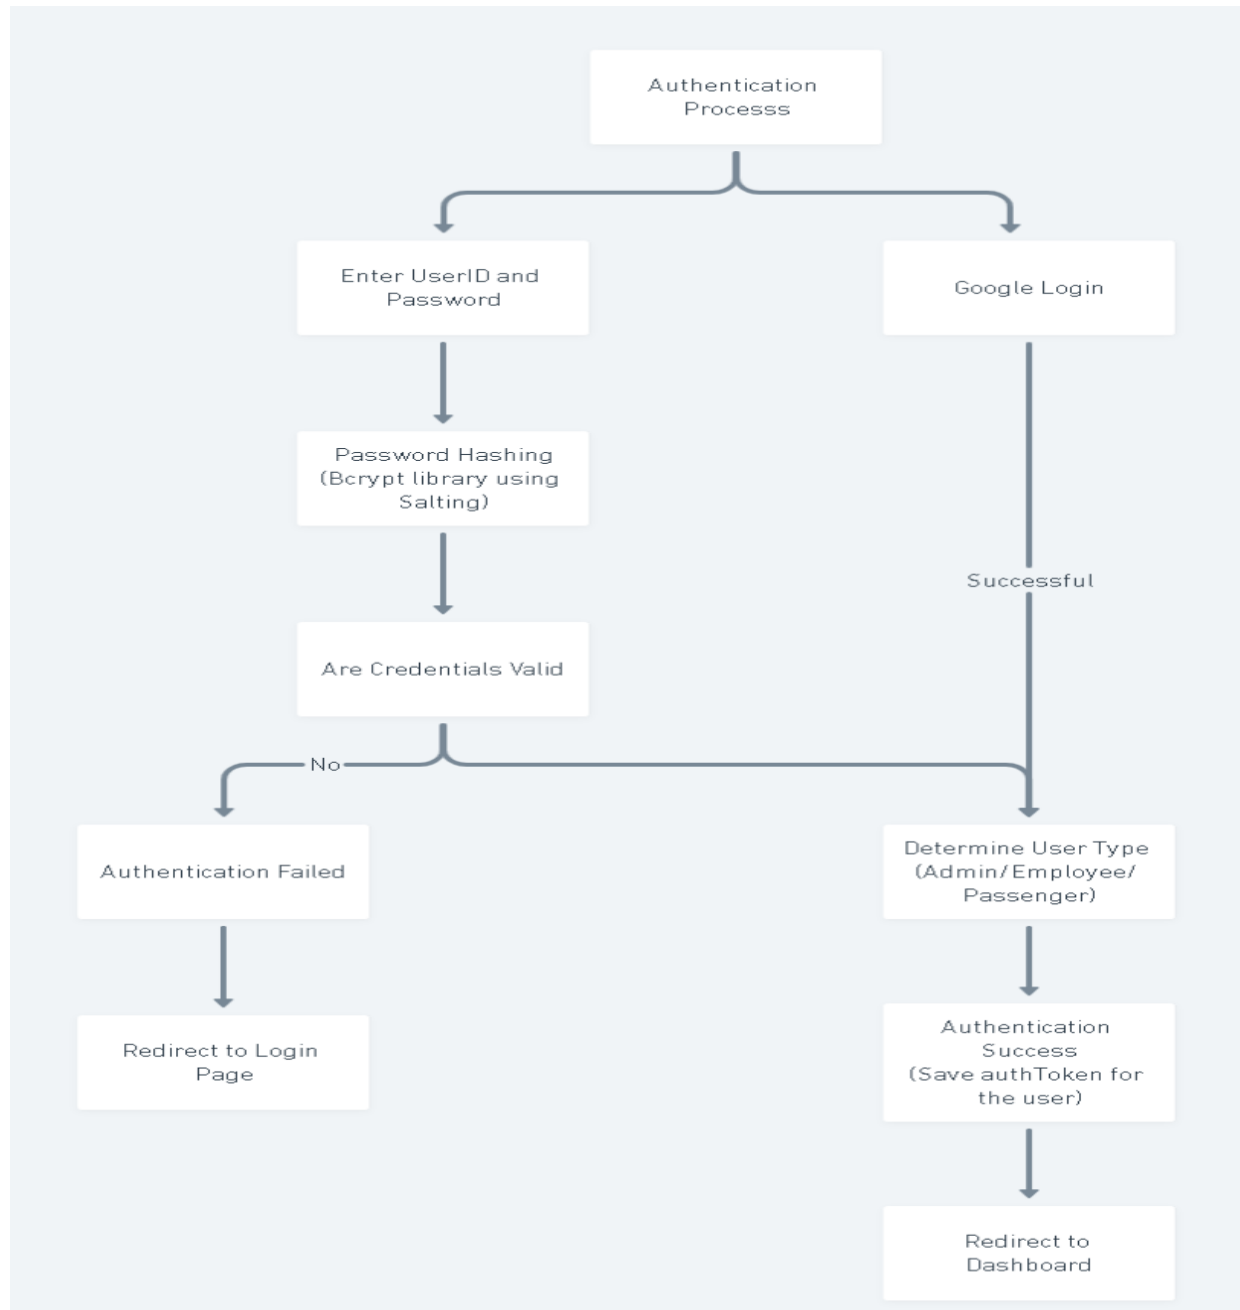 Authentication
Processs
Enter UserID and
Password
Google Login
Password Hashing
(Bcrypt library using
Salting)
Successful
Are Credentials Valid
No
Authentication Failed
Determine User Type
(Admin/Employee/
Passenger)
Redirect to Login
Page
Authentication
Success
(Save authToken for
the user)
Redirect to
Dashboard